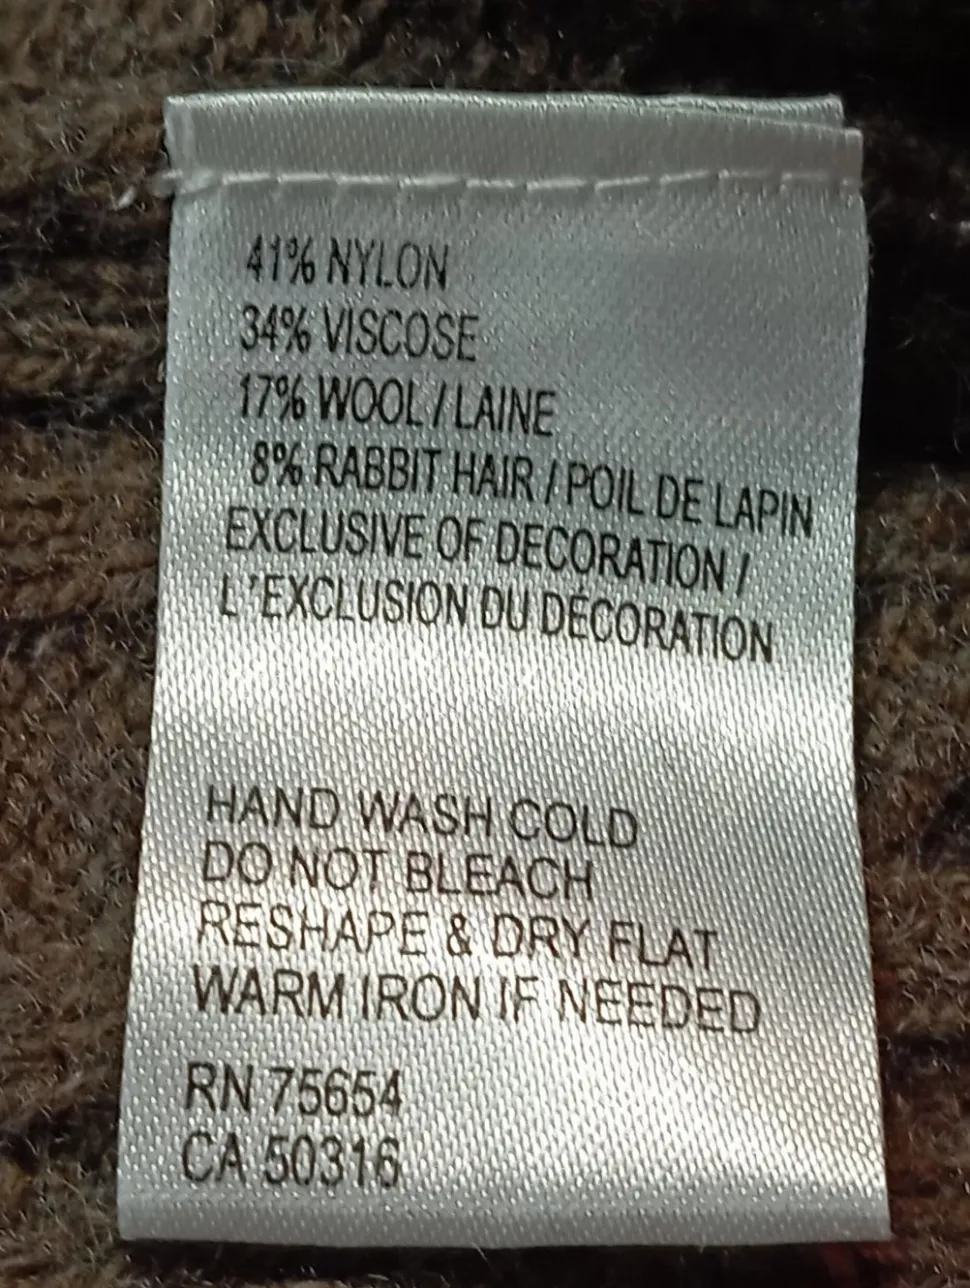 41% NYLON
34% VISCOSE
17% WOOL / LAINE
8% RABBIT HAIR / POIL DE LAPIN
EXCLUSIVE OF DECORATION /
L'EXCLUSION DU DÉCORATION
HAND WASH COLD
DO NOT BLEACH
RESHAPE & DRY FLAT
WARM IRON IF NEEDED
RN 75654
CA 50316